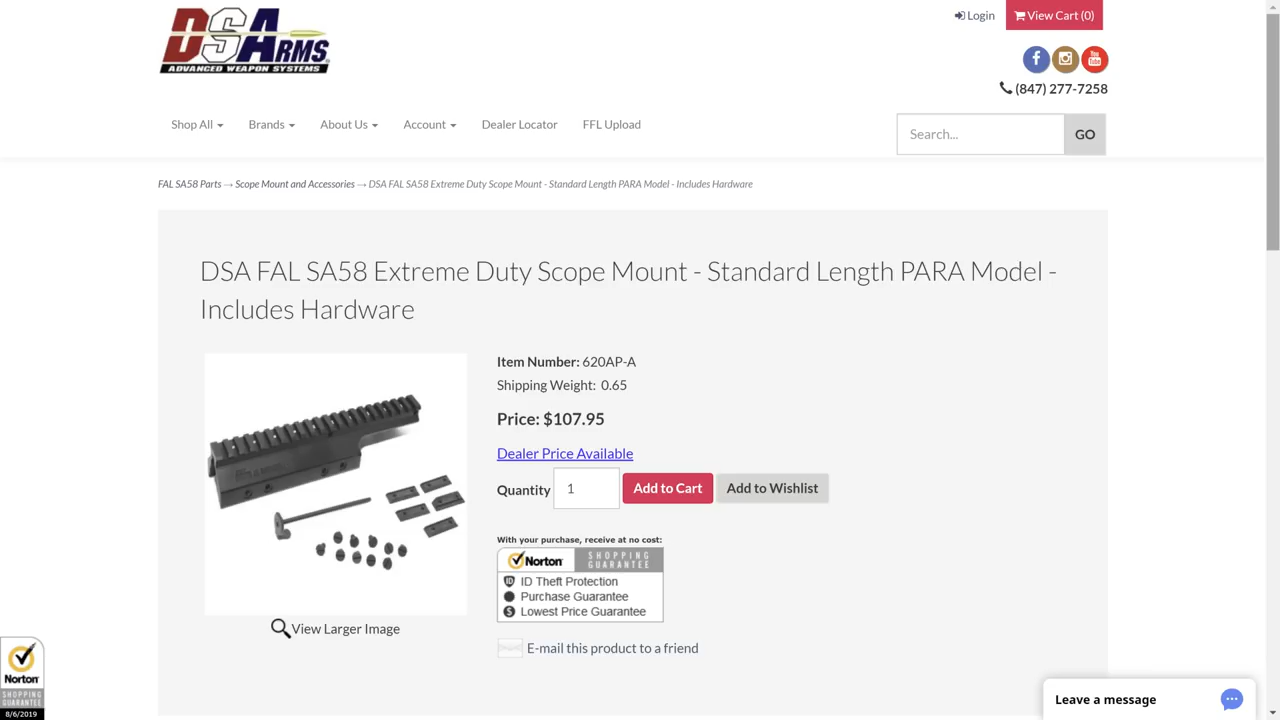 DSARMS
ADVANCED WEAPON SYSTEMS
Login
View Cart (0)
You
Tube
(847) 277-7258
Shop All
Brands
About Us
Account
Dealer Locator
FFL Upload
Search...
GO
FAL SA58 Parts → Scope Mount and Accessories → DSA FAL SA58 Extreme Duty Scope Mount - Standard Length PARA Model - Includes Hardware
DSA FAL SA58 Extreme Duty Scope Mount - Standard Length PARA Model -
Includes Hardware
Item Number: 620AP-A
Shipping Weight: 0.65
Price: $107.95
Dealer Price Available
Quantity
1
Add to Cart
Add to Wishlist
With your purchase, receive at no cost:
Norton
SHOPPING
GUARANTEE
ID ID Theft Protection
Purchase Guarantee
$ Lowest Price Guarantee
View Larger Image
E-mail this product to a friend
Norton
SHOPPING
GUARANTEE
8/6/2019
Leave a message